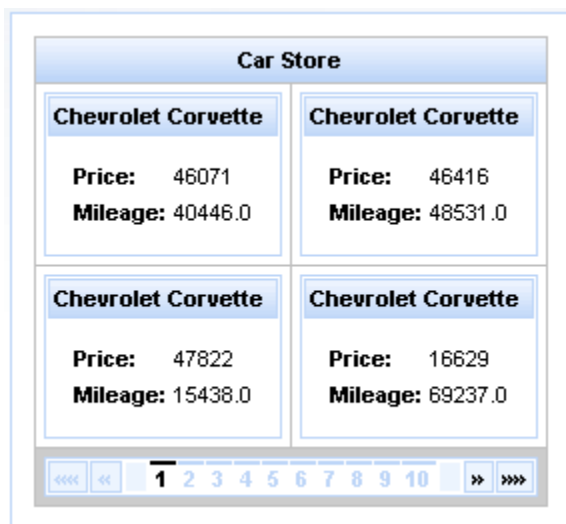 Car Store
Chevrolet Corvette
Price: 46071
Mileage: 40446.0
Chevrolet Corvette
Price: 46416
Mileage: 48531.0
Chevrolet Corvette
Price: 47822
Mileage: 15438.0
Chevrolet Corvette
Price: 16629
Mileage: 69237.0
«« « 1 2 3 4 5 6 7 8 9 10 » »»